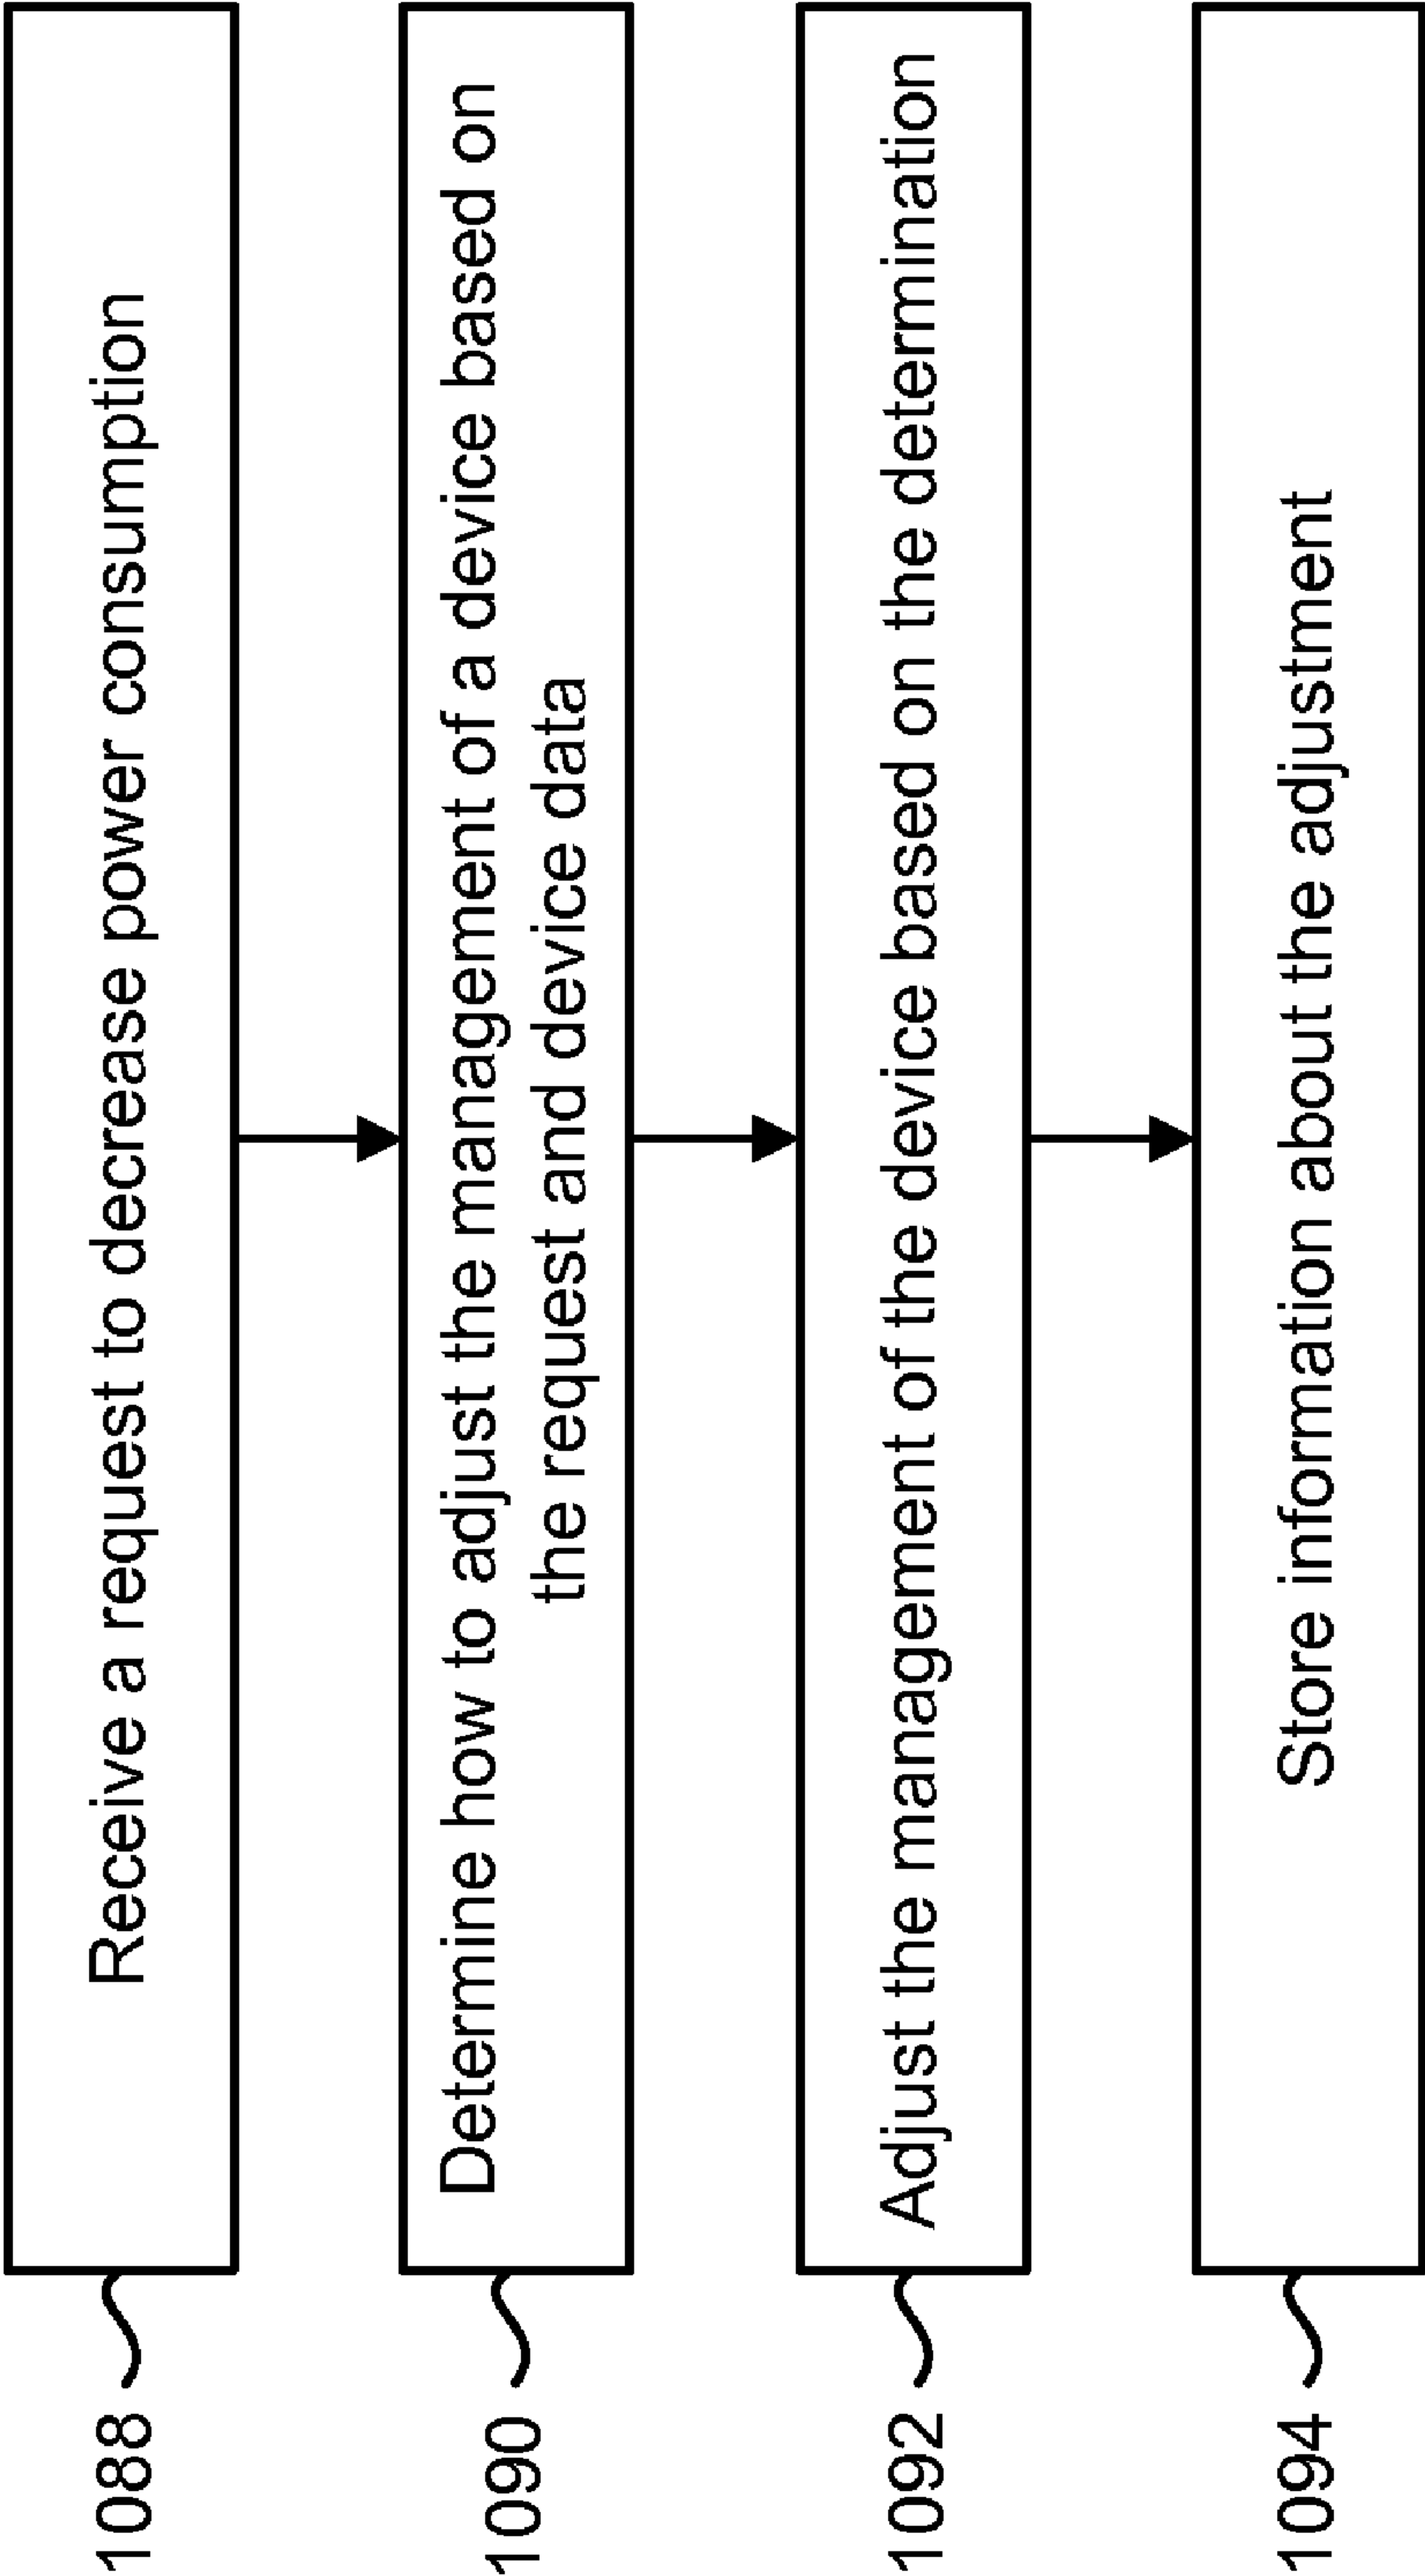 1088
Receive a request to decrease power consumption
1090
Determine how to adjust the management of a device based on
the request and device data
1092
Adjust the management of the device based on the determination
1094
Store information about the adjustment